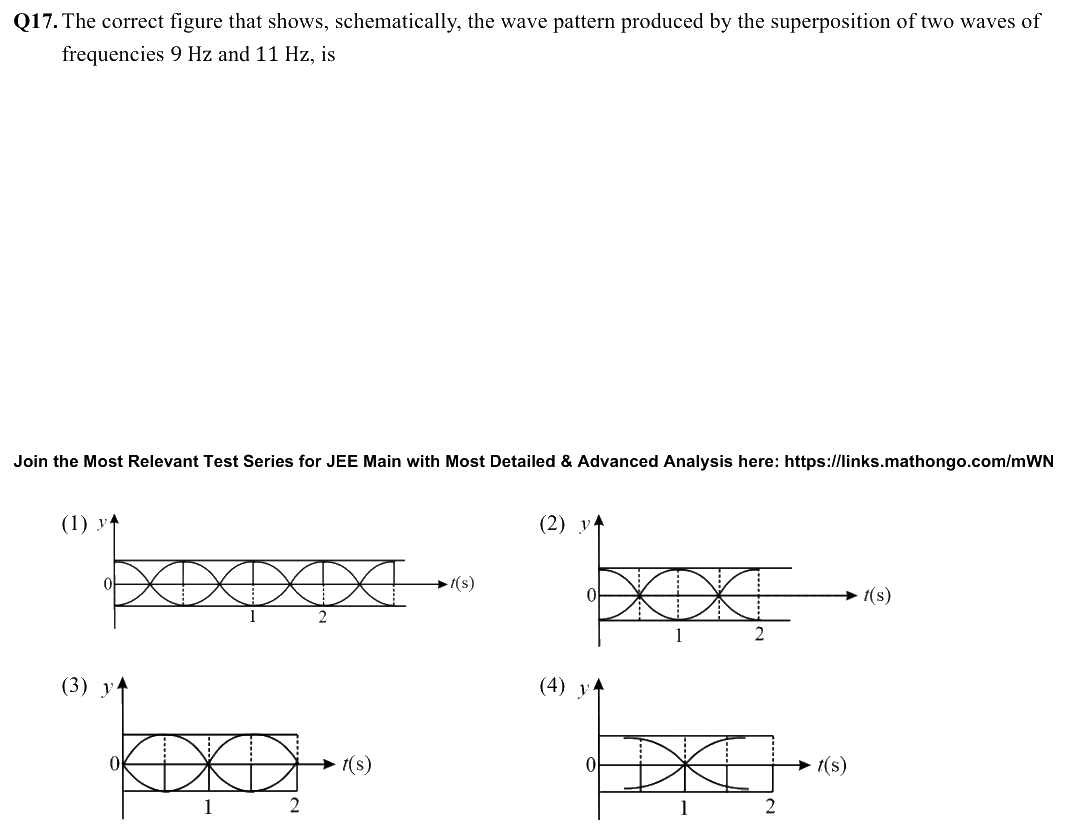 Q17. The correct figure that shows, schematically, the wave pattern produced by the superposition of two waves of
frequencies 9 Hz and 11 Hz, is
Join the Most Relevant Test Series for JEE Main with Most Detailed & Advanced Analysis here: https://links.mathongo.com/mWN
(1) y
0
t(s)
1 2
(2) y
0
t(s)
1 2
(3) y
0
t(s)
1 2
(4) y
0
t(s)
1 2